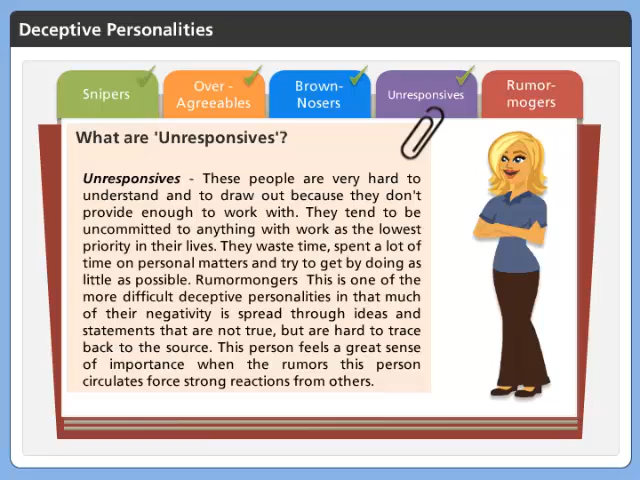 Deceptive Personalities
Snipers
Over -
Agreeables
Brown-
Nosers
Unresponsives
Rumor-
mogers
What are 'Unresponsives'?
Unresponsives - These people are very hard to
understand and to draw out because they don't
provide enough to work with. They tend to be
uncommitted to anything with work as the lowest
priority in their lives. They waste time, spent a lot of
time on personal matters and try to get by doing as
little as possible. Rumormongers This is one of the
more difficult deceptive personalities in that much
of their negativity is spread through ideas and
statements that are not true, but are hard to trace
back to the source. This person feels a great sense
of importance when the rumors this person
circulates force strong reactions from others.